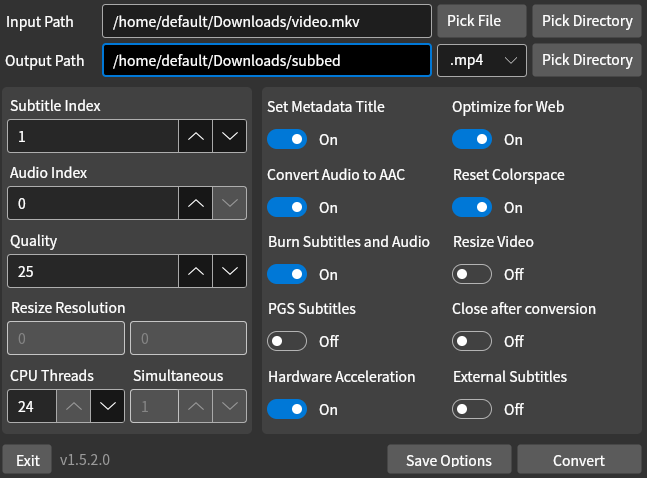 Input Path /home/default/Downloads/video.mkv Pick File Pick Directory
Output Path /home/default/Downloads/subbed .mp4 Pick Directory
Subtitle Index
1
Audio Index
0
Quality
25
Resize Resolution
0 0
CPU Threads Simultaneous
24 1
Set Metadata Title Optimize for Web
On On
Convert Audio to AAC Reset Colorspace
On On
Burn Subtitles and Audio Resize Video
On Off
PGS Subtitles Close after conversion
Off Off
Hardware Acceleration External Subtitles
On Off
Exit v1.5.2.0 Save Options Convert